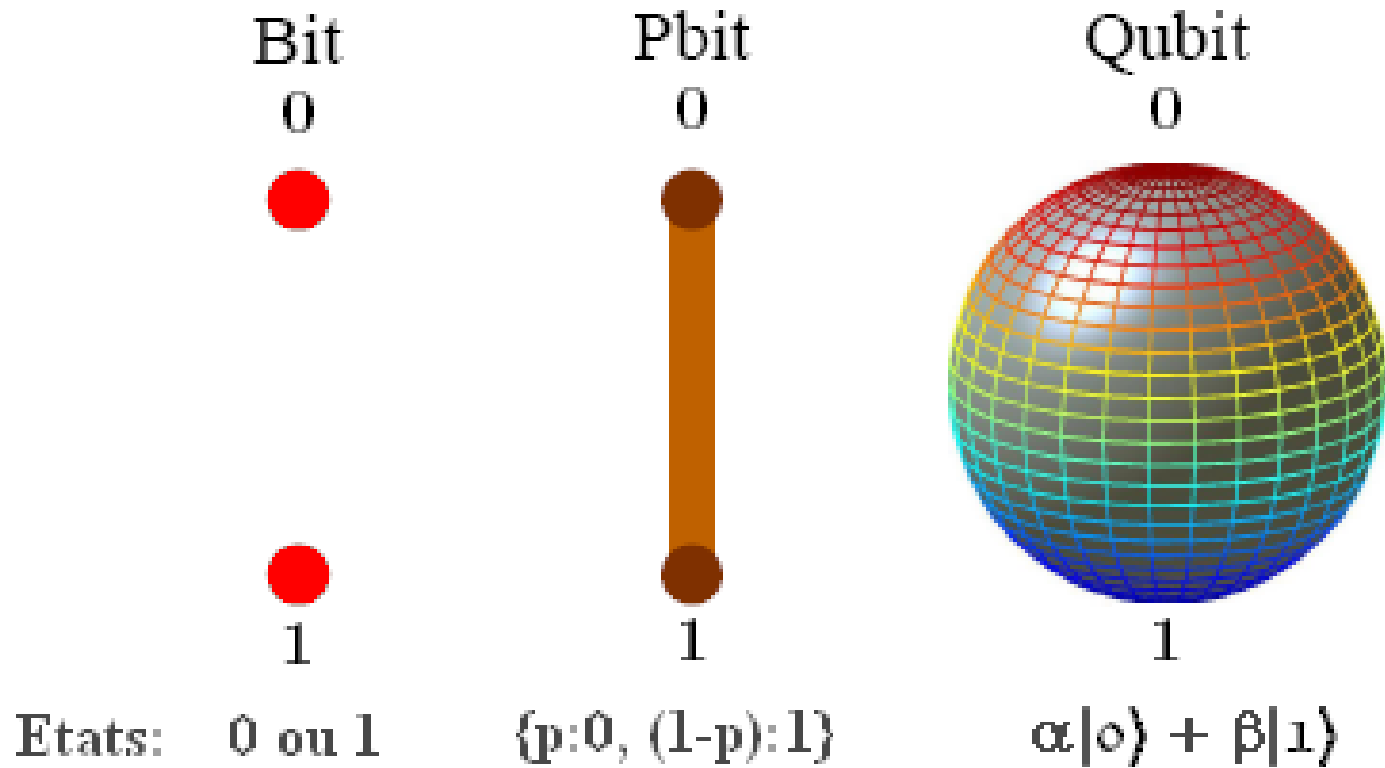 Bit Pbit Qubit
0 0 0
1 1 1
Etats: 0 ou 1 {p:0, (1-p):1} α|0⟩ + β|1⟩